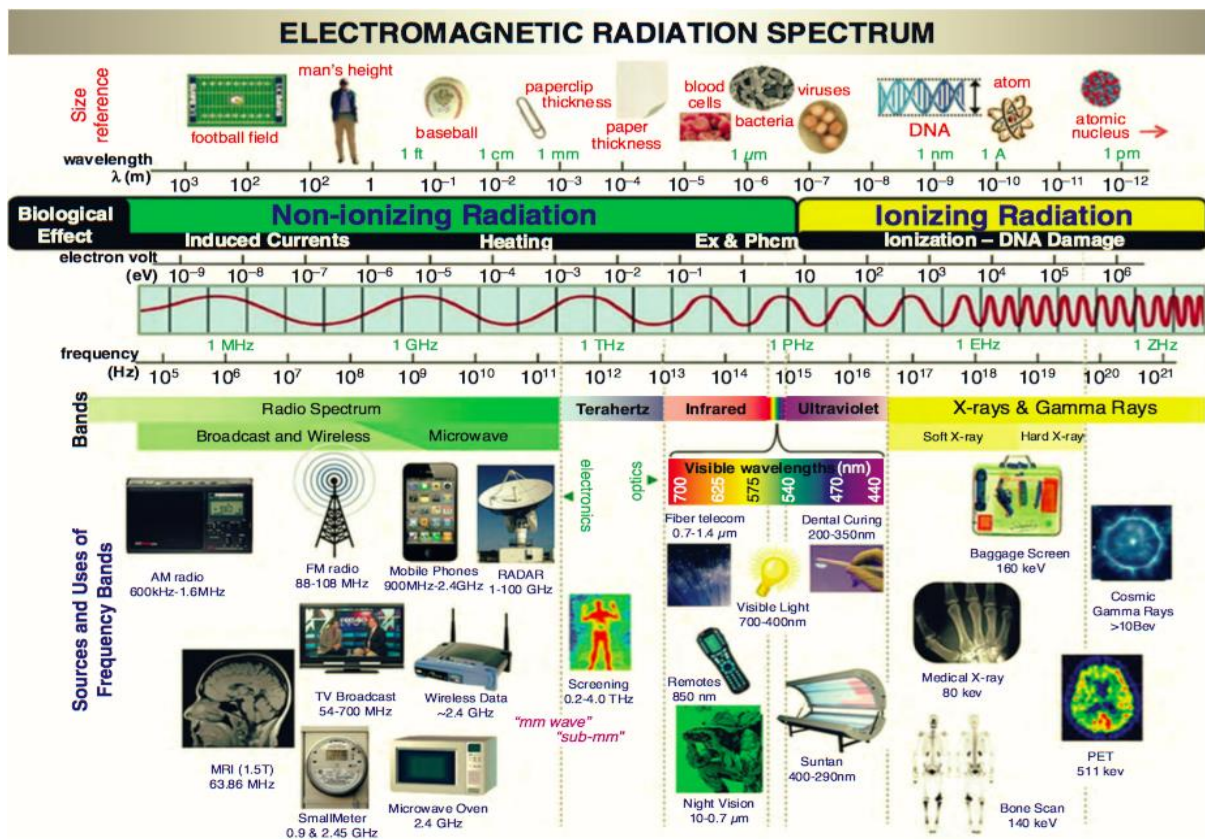 ELECTROMAGNETIC RADIATION SPECTRUM
Size
reference
football field
man's height
baseball
paperclip
thickness
paper
thickness
blood
cells
bacteria
viruses
DNA
atom
atomic
nucleus
wavelength
λ (m)
1 ft 1 cm 1 mm 1 μm 1 nm 1 A 1 pm
10³ 10² 10² 1 10⁻¹ 10⁻² 10⁻³ 10⁻⁴ 10⁻⁵ 10⁻⁶ 10⁻⁷ 10⁻⁸ 10⁻⁹ 10⁻¹⁰ 10⁻¹¹ 10⁻¹²
Biological
Effect
Non-ionizing Radiation
Ionizing Radiation
Induced Currents
Heating
Ex & Phcm
Ionization – DNA Damage
electron volt
(eV)
10⁻⁹ 10⁻⁸ 10⁻⁷ 10⁻⁶ 10⁻⁵ 10⁻⁴ 10⁻³ 10⁻² 10⁻¹ 1 10 10² 10³ 10⁴ 10⁵ 10⁶
frequency
(Hz)
1 MHz 1 GHz 1 THz 1 PHz 1 EHz 1 ZHz
10⁵ 10⁶ 10⁷ 10⁸ 10⁹ 10¹⁰ 10¹¹ 10¹² 10¹³ 10¹⁴ 10¹⁵ 10¹⁶ 10¹⁷ 10¹⁸ 10¹⁹ 10²⁰ 10²¹
Bands
Radio Spectrum
Terahertz
Infrared
Ultraviolet
X-rays & Gamma Rays
Broadcast and Wireless
Microwave
Soft X-ray
Hard X-ray
Sources and Uses of
Frequency Bands
electronics
optics
Visible wavelengths(nm)
700 625 575 540 470 440
AM radio
600kHz-1.6MHz
FM radio
88-108 MHz
Mobile Phones
900MHz-2.4GHz
RADAR
1-100 GHz
Fiber telecom
0.7-1.4 μm
Dental Curing
200-350nm
Baggage Screen
160 keV
Cosmic
Gamma Rays
>10Bev
Visible Light
700-400nm
TV Broadcast
54-700 MHz
Wireless Data
~2.4 GHz
Screening
0.2-4.0 THz
"mm wave"
"sub-mm"
Remotes
850 nm
Medical X-ray
80 kev
MRI (1.5T)
63.86 MHz
SmallMeter
0.9 & 2.45 GHz
Microwave Oven
2.4 GHz
Night Vision
10-0.7 μm
Suntan
400-290nm
Bone Scan
140 keV
PET
511 kev